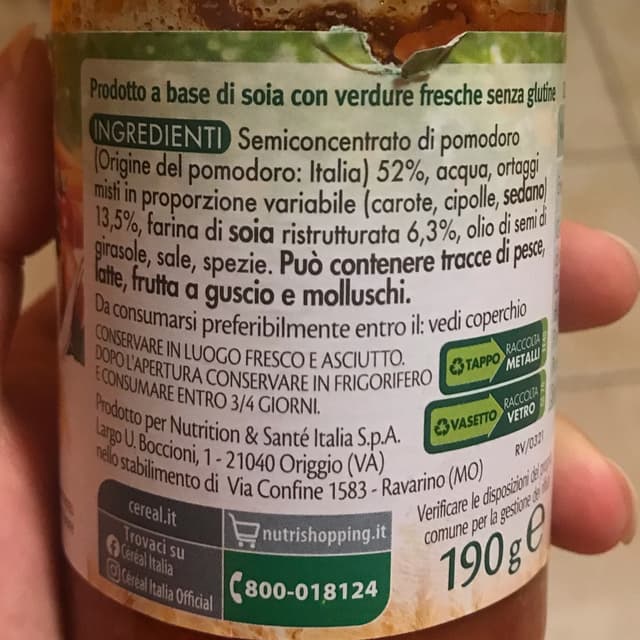 Prodotto a base di soia con verdure fresche senza glutine
INGREDIENTI Semiconcentrato di pomodoro
(Origine del pomodoro: Italia) 52%, acqua, ortaggi
misti in proporzione variabile (carote, cipolle, sedano)
13,5%, farina di soia ristrutturata 6,3%, olio di semi di
girasole, sale, spezie. Può contenere tracce di pesce,
latte, frutta a guscio e molluschi.
Da consumarsi preferibilmente entro il: vedi coperchio
CONSERVARE IN LUOGO FRESCO E ASCIUTTO.
DOPO L'APERTURA CONSERVARE IN FRIGORIFERO
E CONSUMARE ENTRO 3/4 GIORNI.
TAPPO RACCOLTA METALLI
VASETTO RACCOLTA VETRO
RV/0321
Prodotto per Nutrition & Santé Italia S.p.A.
Largo U. Boccioni, 1 - 21040 Origgio (VA)
nello stabilimento di Via Confine 1583 - Ravarino (MO)
Verificare le disposizioni del
comune per la gestione
cereal.it
nutrishopping.it
Trovaci su
Céréal Italia
Céréal Italia Official
800-018124
190g e